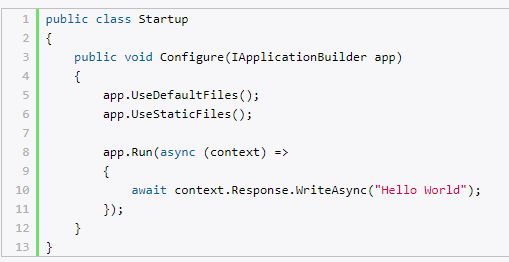 1 public class Startup
2 {
3     public void Configure(IApplicationBuilder app)
4     {
5         app.UseDefaultFiles();
6         app.UseStaticFiles();
7
8         app.Run(async (context) =>
9         {
10             await context.Response.WriteAsync("Hello World");
11         });
12     }
13 }